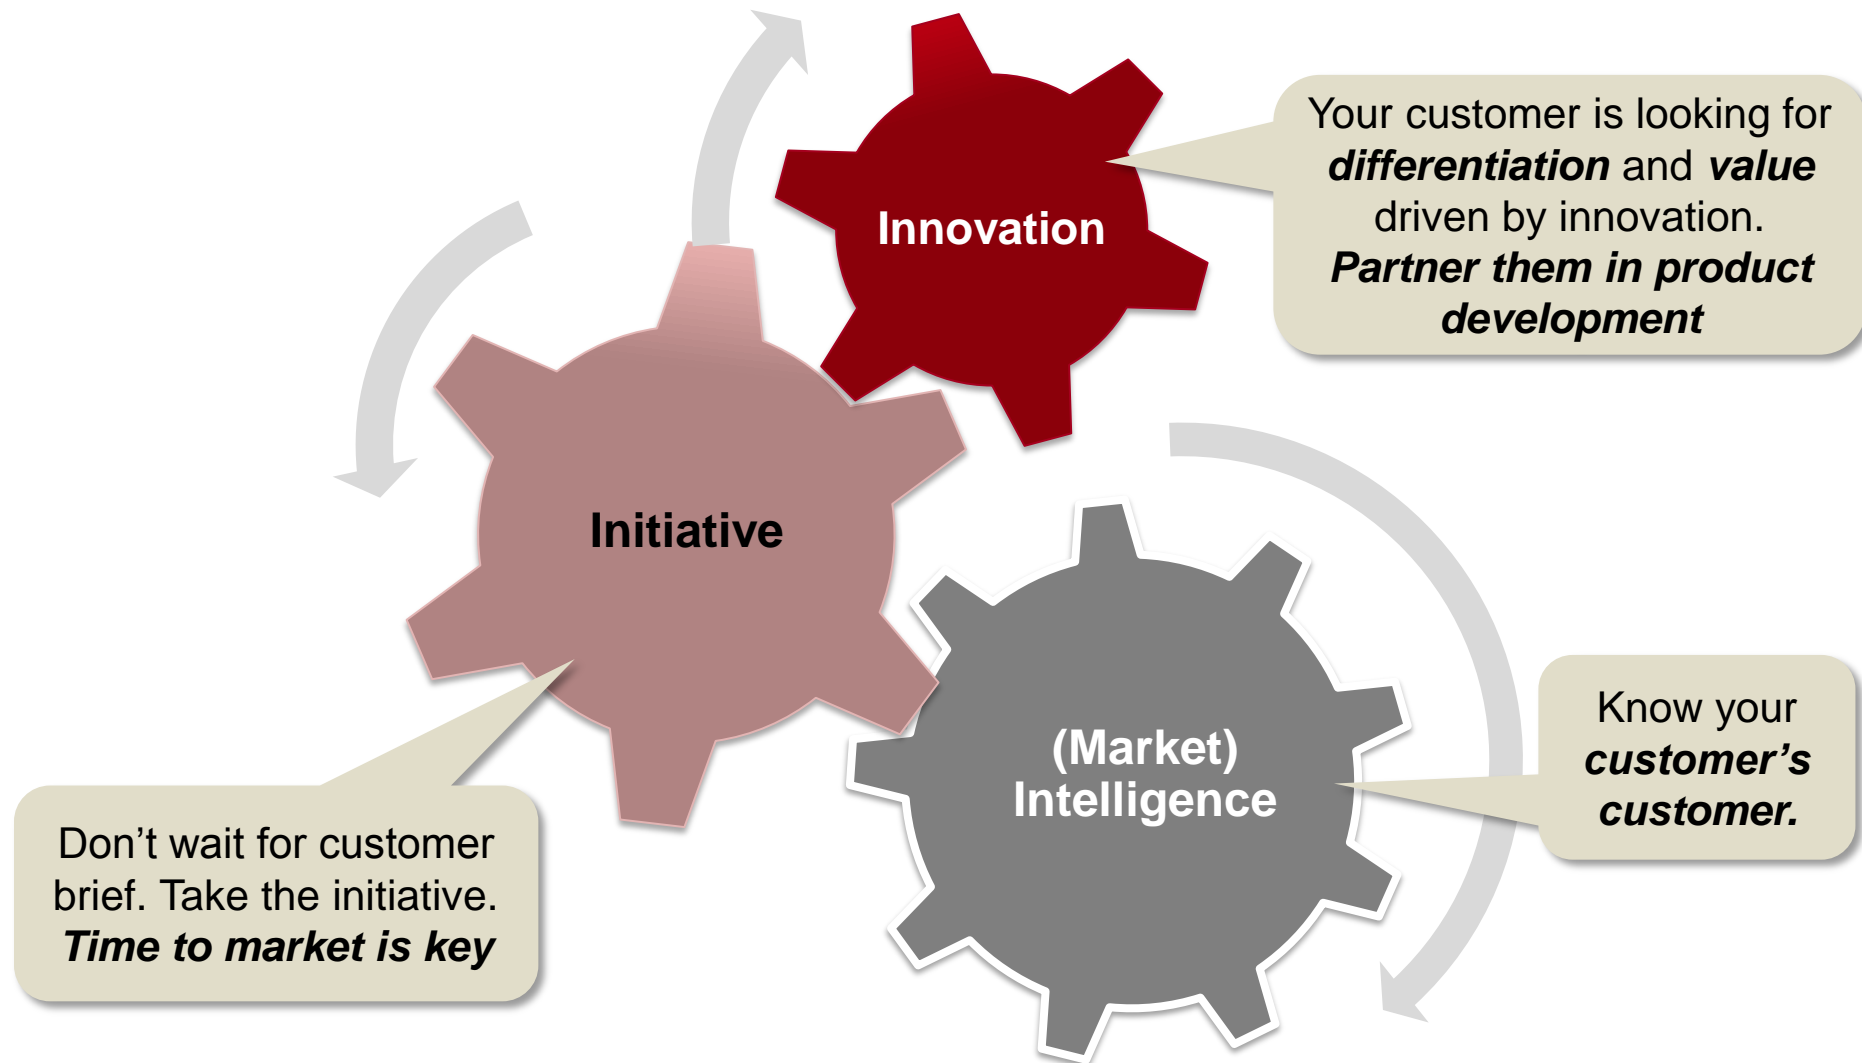 Innovation
Your customer is looking for
differentiation and value
driven by innovation.
Partner them in product
development
Initiative
(Market)
Intelligence
Know your
customer’s
customer.
Don’t wait for customer
brief. Take the initiative.
Time to market is key